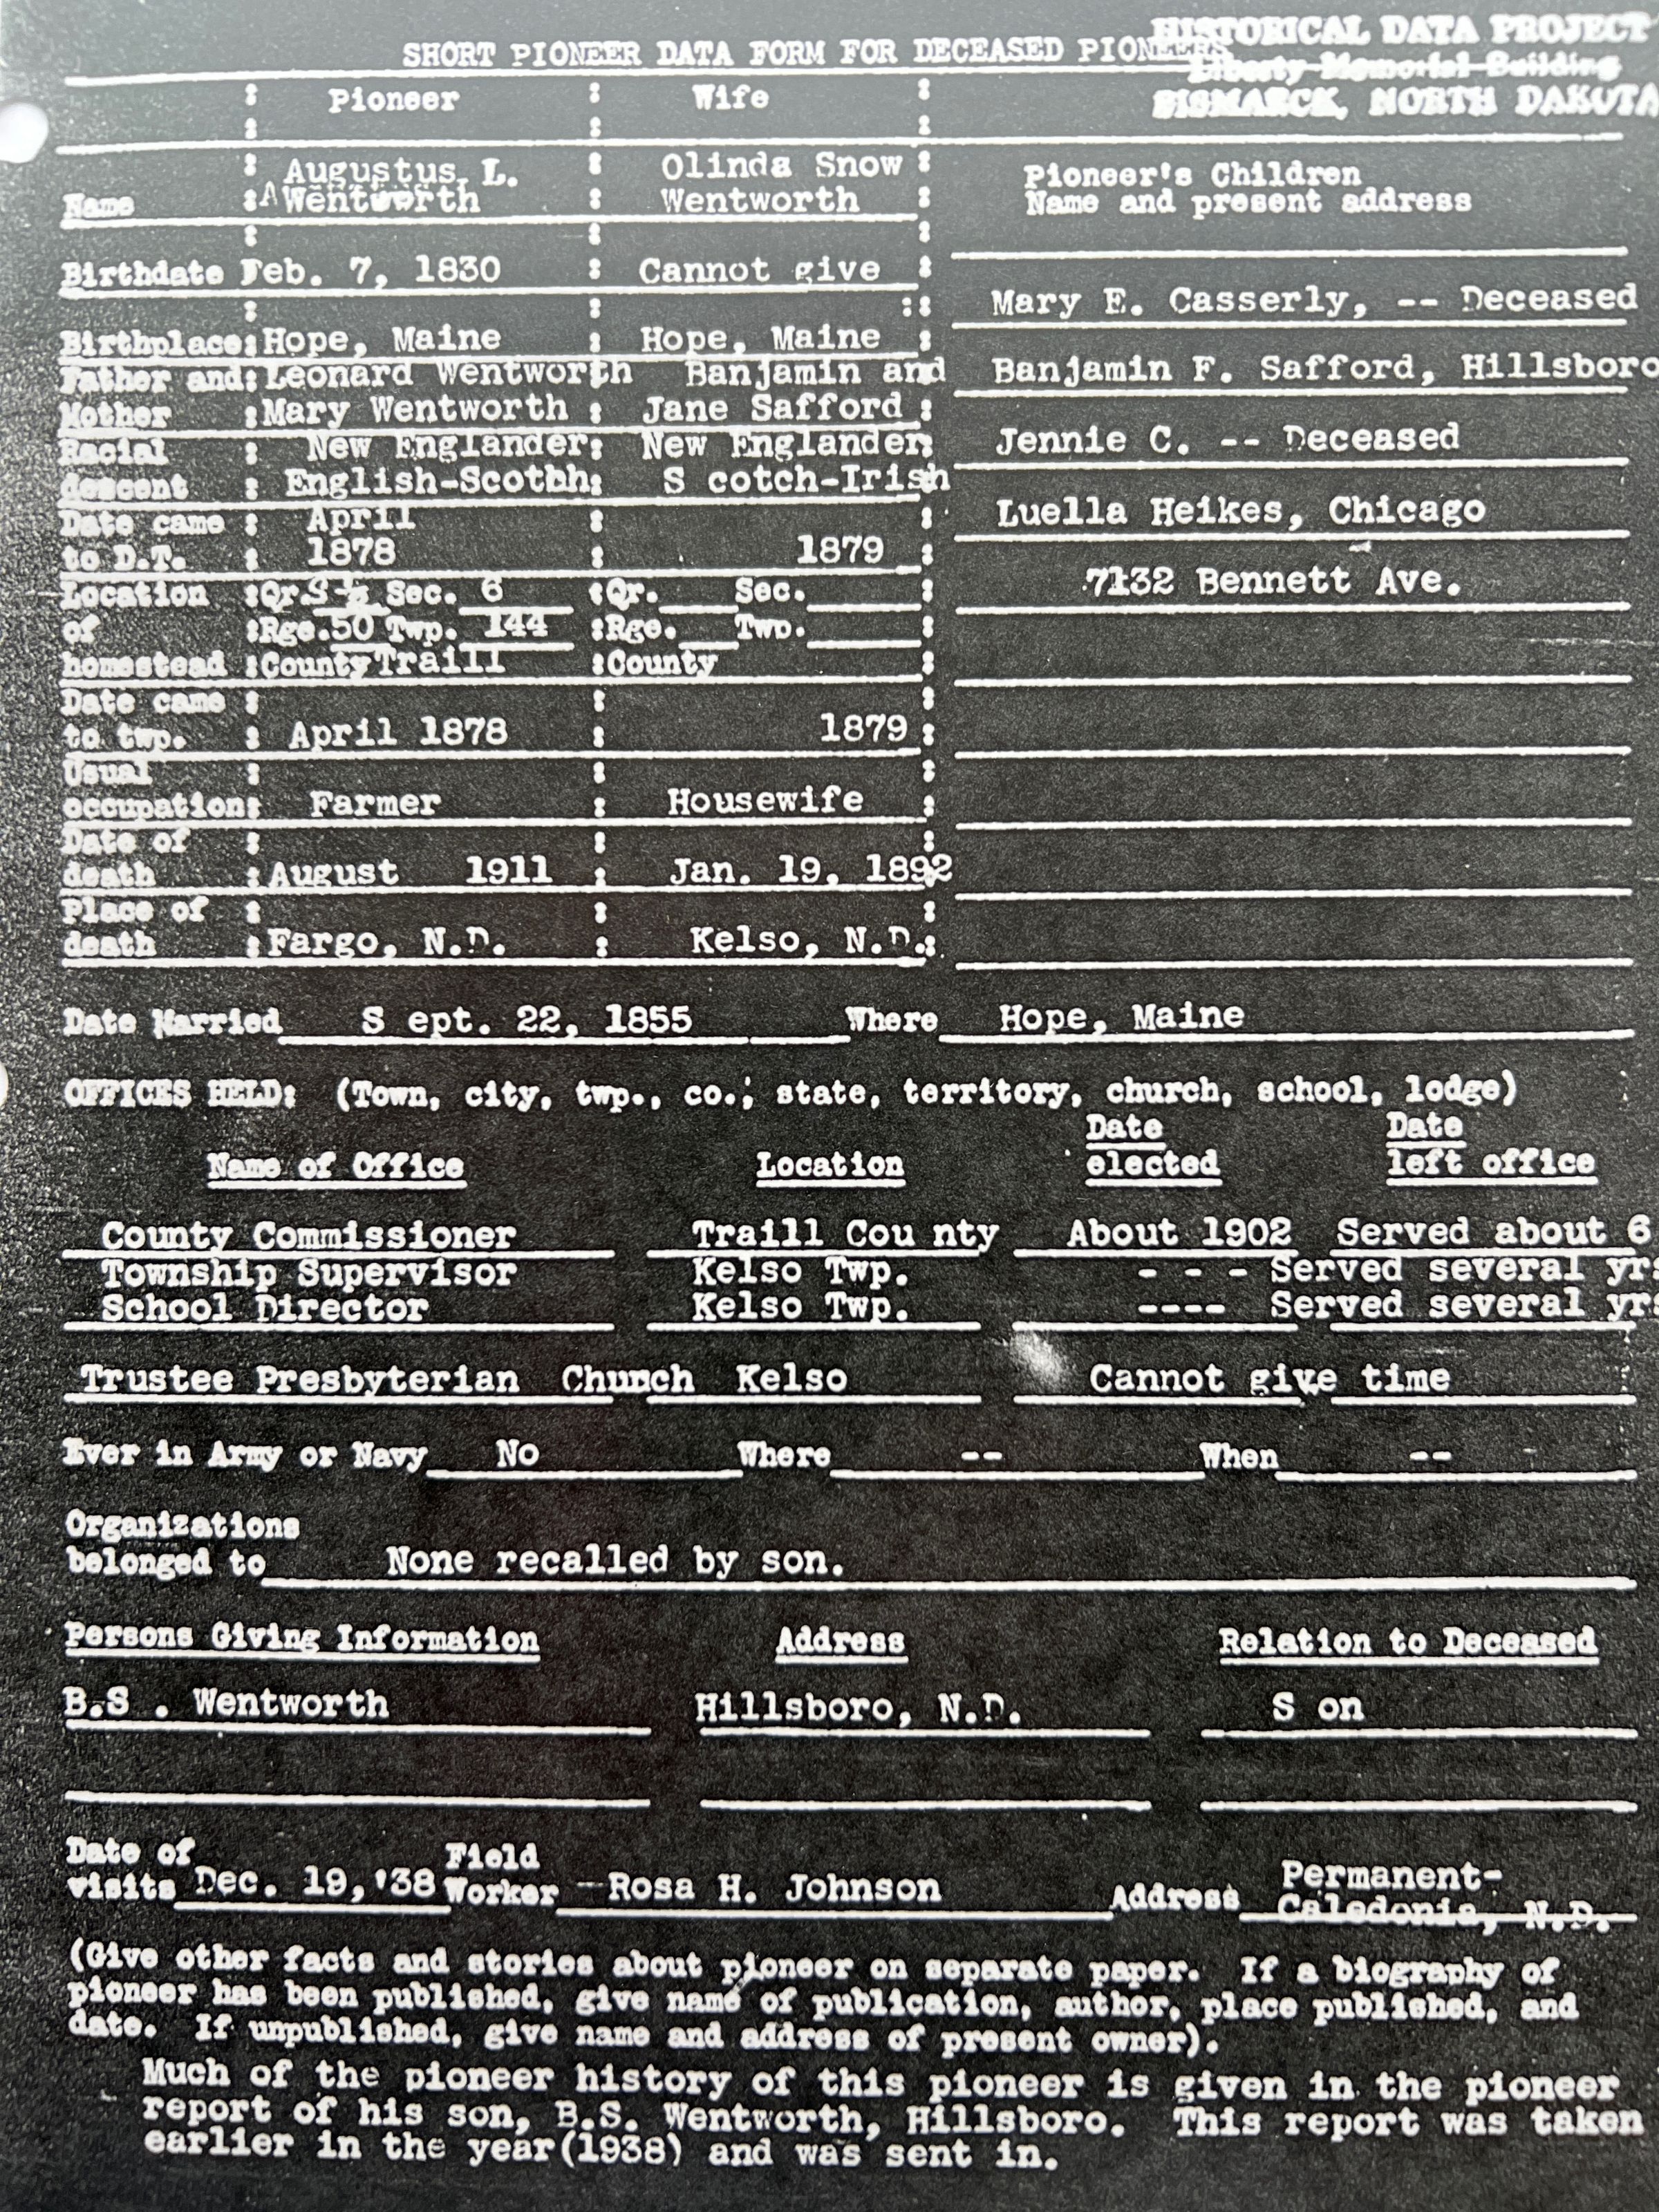 HISTORICAL DATA PROJECT
SHORT PIONEER DATA FORM FOR DECEASED PIONEERS
Liberty Memorial Building
BISMARCK, NORTH DAKOTA
: Pioneer : Wife :
Augustus L. : Olinda Snow :
Name : Wentworth : Wentworth :
Pioneer's Children
Name and present address
Birthdate Feb. 7, 1830 : Cannot give :
Mary E. Casserly, -- Deceased
Birthplace: Hope, Maine : Hope, Maine :
Father and: Leonard Wentworth Banjamin and
Banjamin F. Safford, Hillsboro
Mother : Mary Wentworth : Jane Safford :
Racial : New Englander: New Englander:
Jennie C. -- Deceased
descent : English-Scothh: S cotch-Irish
Date came : April : :
Luella Heikes, Chicago
to D.T. 1878 : 1879 :
Location :Qr. S ½ Sec. 6 :Qr. Sec. :
7132 Bennett Ave.
of :Rge. 50 Twp. 144 :Rge. Twp. :
homestead :County Traill :County :
Date came : : :
to twp. : April 1878 : 1879 :
Usual : : :
occupation: Farmer : Housewife :
Date of : : :
death : August 1911 : Jan. 19, 1892
Place of : : :
death : Fargo, N.D. : Kelso, N.D.:
Date Married S ept. 22, 1855 Where Hope, Maine
OFFICES HELD: (Town, city, twp., co., state, territory, church, school, lodge)
Date Date
Name of Office Location elected left office
County Commissioner Traill Cou nty About 1902 Served about 6
Township Supervisor Kelso Twp. - - - Served several yrs
School Director Kelso Twp. ---- Served several yrs
Trustee Presbyterian Chunch Kelso Cannot give time
Ever in Army or Navy No Where -- When --
Organizations
belonged to None recalled by son.
Persons Giving Information Address Relation to Deceased
B.S . Wentworth Hillsboro, N.D. S on
Date of Field Permanent-
visits Dec. 19,'38 Worker -Rosa H. Johnson Address Caledonia, N.D.
(Give other facts and stories about pioneer on separate paper. If a biography of
pioneer has been published, give name of publication, author, place published, and
date. If unpublished, give name and address of present owner).
Much of the pioneer history of this pioneer is given in the pioneer
report of his son, B.S. Wentworth, Hillsboro. This report was taken
earlier in the year(1938) and was sent in.